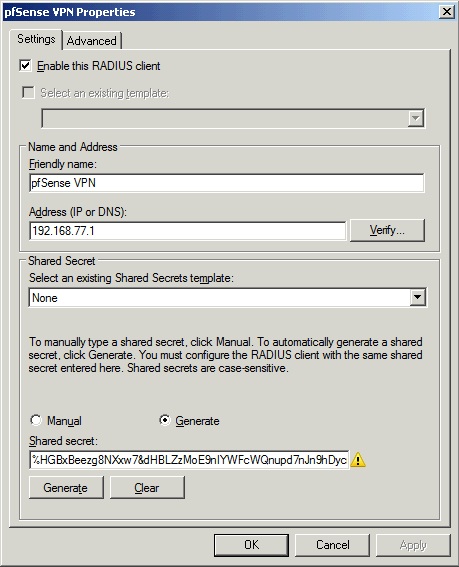 pfSense VPN Properties
Settings
Advanced
Enable this RADIUS client
Select an existing template:
Name and Address
Friendly name:
pfSense VPN
Address (IP or DNS):
192.168.77.1
Verify...
Shared Secret
Select an existing Shared Secrets template:
None
To manually type a shared secret, click Manual. To automatically generate a shared
secret, click Generate. You must configure the RADIUS client with the same shared
secret entered here. Shared secrets are case-sensitive.
Manual
Generate
Shared secret:
%HGBxBeezg8NXxw7&dHBLZzMoE9nIYWFcWQnupd7nJn9hDyc
Generate
Clear
OK
Cancel
Apply